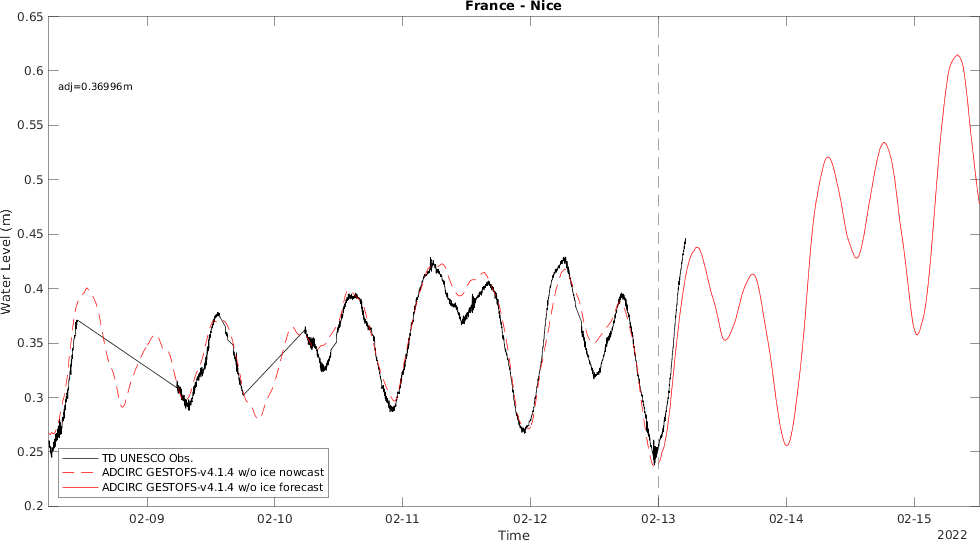 France - Nice
0.65
0.6
0.55
0.5
0.45
0.4
0.35
0.3
0.25
0.2
Water Level (m)
adj=0.36996m
TD UNESCO Obs.
ADCIRC GESTOFS-v4.1.4 w/o ice nowcast
ADCIRC GESTOFS-v4.1.4 w/o ice forecast
02-09 02-10 02-11 02-12 02-13 02-14 02-15
Time
2022